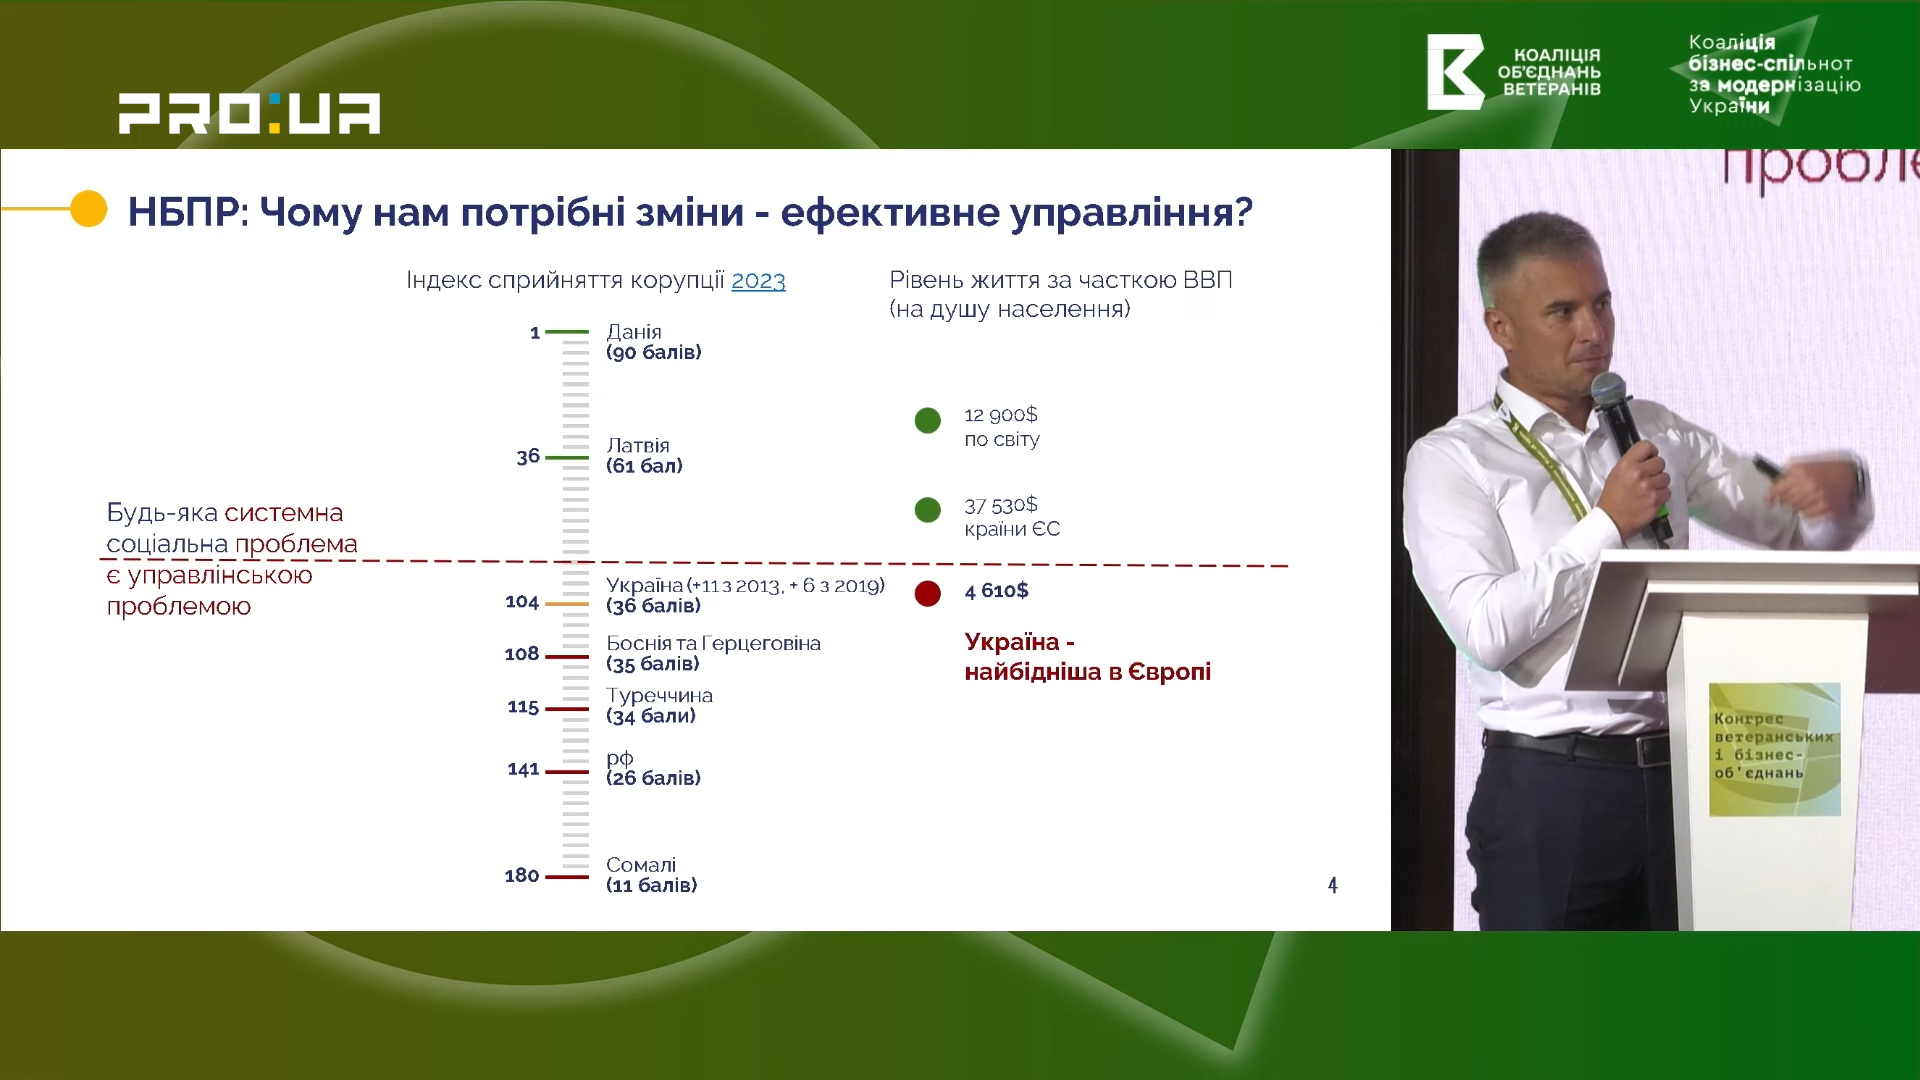 PRO:UA
КОАЛІЦІЯ
ОБ'ЄДНАНЬ
ВЕТЕРАНІВ
Коаліція
бізнес-спільнот
за модернізацію
України
НБПР: Чому нам потрібні зміни - ефективне управління?
Індекс сприйняття корупції 2023
1
Данія
(90 балів)
36
Латвія
(61 бал)
104
Україна (+11 з 2013, + 6 з 2019)
(36 балів)
108
Боснія та Герцеговіна
(35 балів)
115
Туреччина
(34 бали)
141
рф
(26 балів)
180
Сомалі
(11 балів)
Рівень життя за часткою ВВП
(на душу населення)
12 900$
по світу
37 530$
країни ЄС
4 610$
Україна -
найбідніша в Європі
Будь-яка системна
соціальна проблема
є управлінською
проблемою
4
Конгрес
ветеранських
і бізнес-
об'єднань